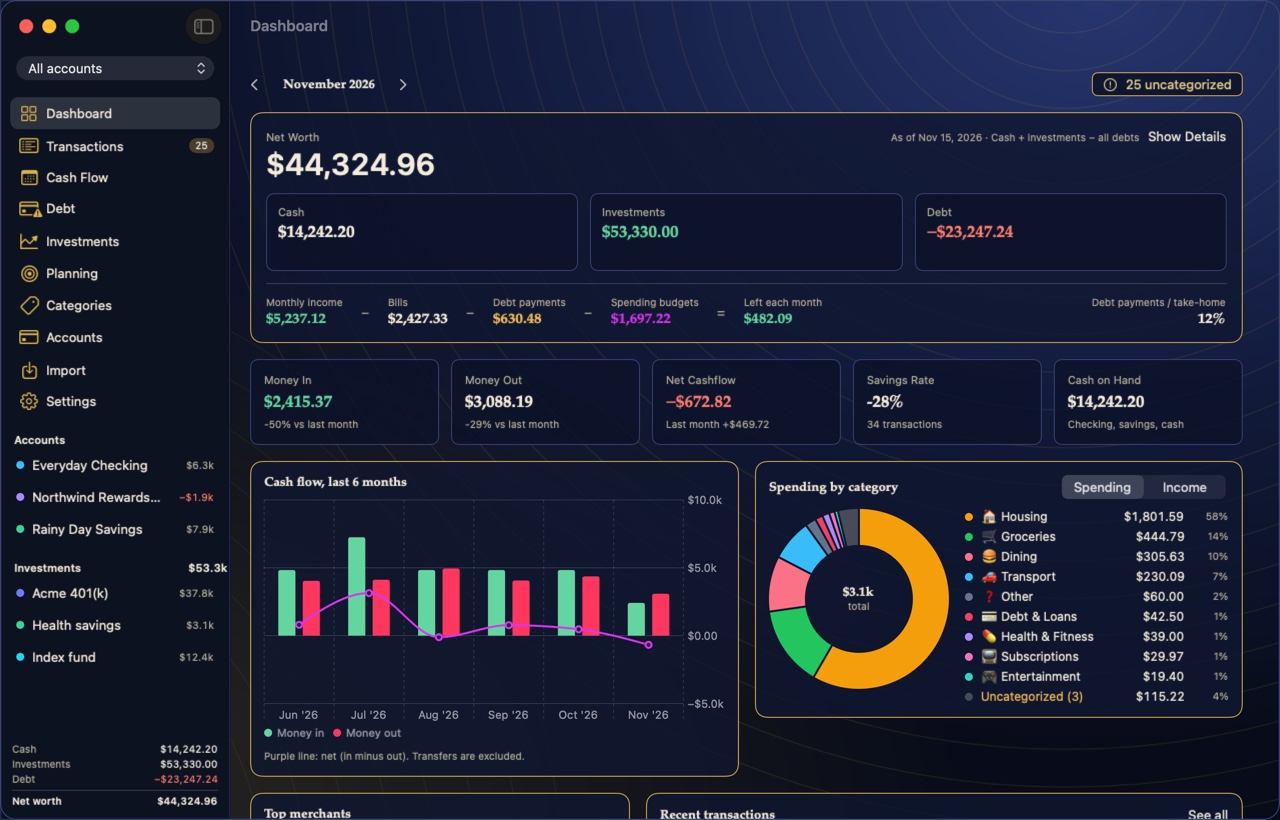 All accounts
Dashboard
Transactions 25
Cash Flow
Debt
Investments
Planning
Categories
Accounts
Import
Settings
Accounts
Everyday Checking $6.3k
Northwind Rewards... –$1.9k
Rainy Day Savings $7.9k
Investments $53.3k
Acme 401(k) $37.8k
Health savings $3.1k
Index fund $12.4k
Cash $14,242.20
Investments $53,330.00
Debt –$23,247.24
Net worth $44,324.96
Dashboard
November 2026
25 uncategorized
Net Worth
As of Nov 15, 2026 · Cash + investments – all debts Show Details
$44,324.96
Cash
$14,242.20
Investments
$53,330.00
Debt
–$23,247.24
Monthly income – Bills – Debt payments – Spending budgets = Left each month Debt payments / take-home
$5,237.12 $2,427.33 $630.48 $1,697.22 $482.09 12%
Money In
$2,415.37
-50% vs last month
Money Out
$3,088.19
-29% vs last month
Net Cashflow
–$672.82
Last month +$469.72
Savings Rate
-28%
34 transactions
Cash on Hand
$14,242.20
Checking, savings, cash
Cash flow, last 6 months
$10.0k
$5.0k
$0.00
–$5.0k
Jun '26 Jul '26 Aug '26 Sep '26 Oct '26 Nov '26
Money in Money out
Purple line: net (in minus out). Transfers are excluded.
Spending by category
Spending Income
$3.1k
total
Housing $1,801.59 58%
Groceries $444.79 14%
Dining $305.63 10%
Transport $230.09 7%
Other $60.00 2%
Debt & Loans $42.50 1%
Health & Fitness $39.00 1%
Subscriptions $29.97 1%
Entertainment $19.40 1%
Uncategorized (3) $115.22 4%
Top merchants
Recent transactions See all